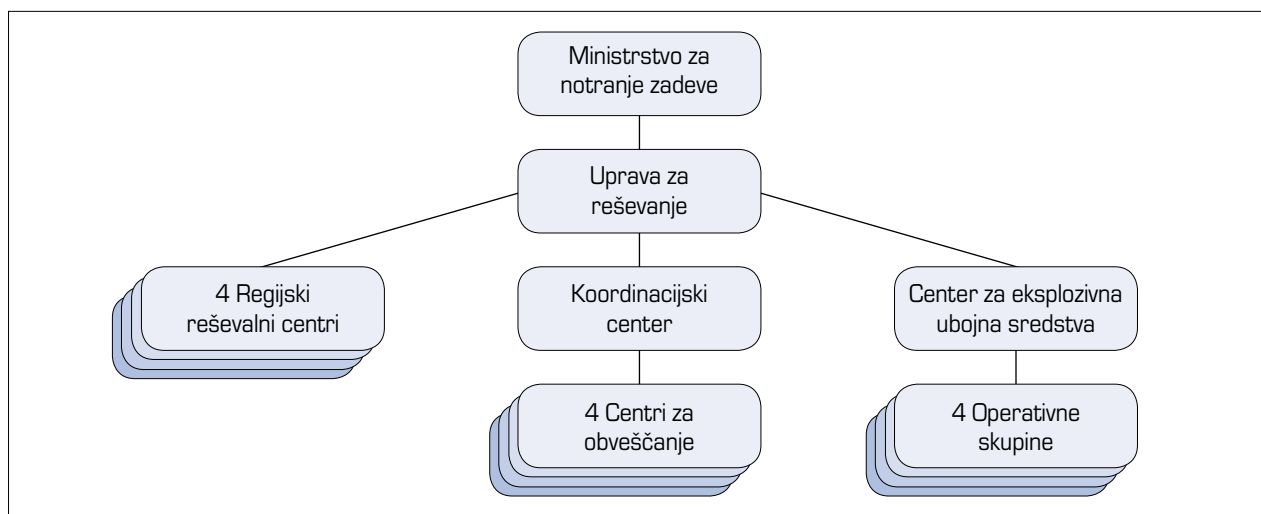 Ministrstvo za
notranje zadeve
Uprava za
reševanje
4 Regijski
reševalni centri
Koordinacijski
center
Center za eksplozivna
ubojna sredstva
4 Centri za
obveščanje
4 Operativne
skupine